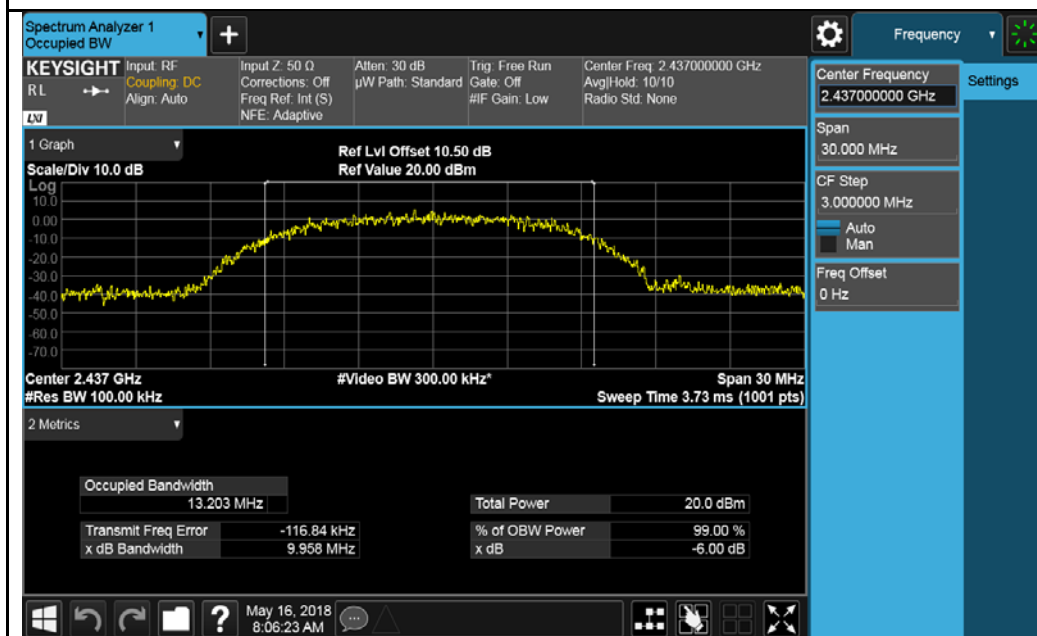 Spectrum Analyzer 1
Occupied BW
+
Frequency
KEYSIGHT
RL
LXI
Input: RF
Coupling: DC
Align: Auto
Input Z: 50 Ω
Corrections: Off
Freq Ref: Int (S)
NFE: Adaptive
Atten: 30 dB
µW Path: Standard
Trig: Free Run
Gate: Off
#IF Gain: Low
Center Freq: 2.437000000 GHz
Avg|Hold: 10/10
Radio Std: None
Center Frequency
2.437000000 GHz
Settings
Span
30.000 MHz
CF Step
3.000000 MHz
Auto
Man
Freq Offset
0 Hz
1 Graph
Scale/Div 10.0 dB
Ref Lvl Offset 10.50 dB
Ref Value 20.00 dBm
Log
10.0
0.00
-10.0
-20.0
-30.0
-40.0
-50.0
-60.0
-70.0
Center 2.437 GHz
#Res BW 100.00 kHz
#Video BW 300.00 kHz*
Span 30 MHz
Sweep Time 3.73 ms (1001 pts)
2 Metrics
Occupied Bandwidth
13.203 MHz
Transmit Freq Error -116.84 kHz
x dB Bandwidth 9.958 MHz
Total Power 20.0 dBm
% of OBW Power 99.00 %
x dB -6.00 dB
?
May 16, 2018
8:06:23 AM